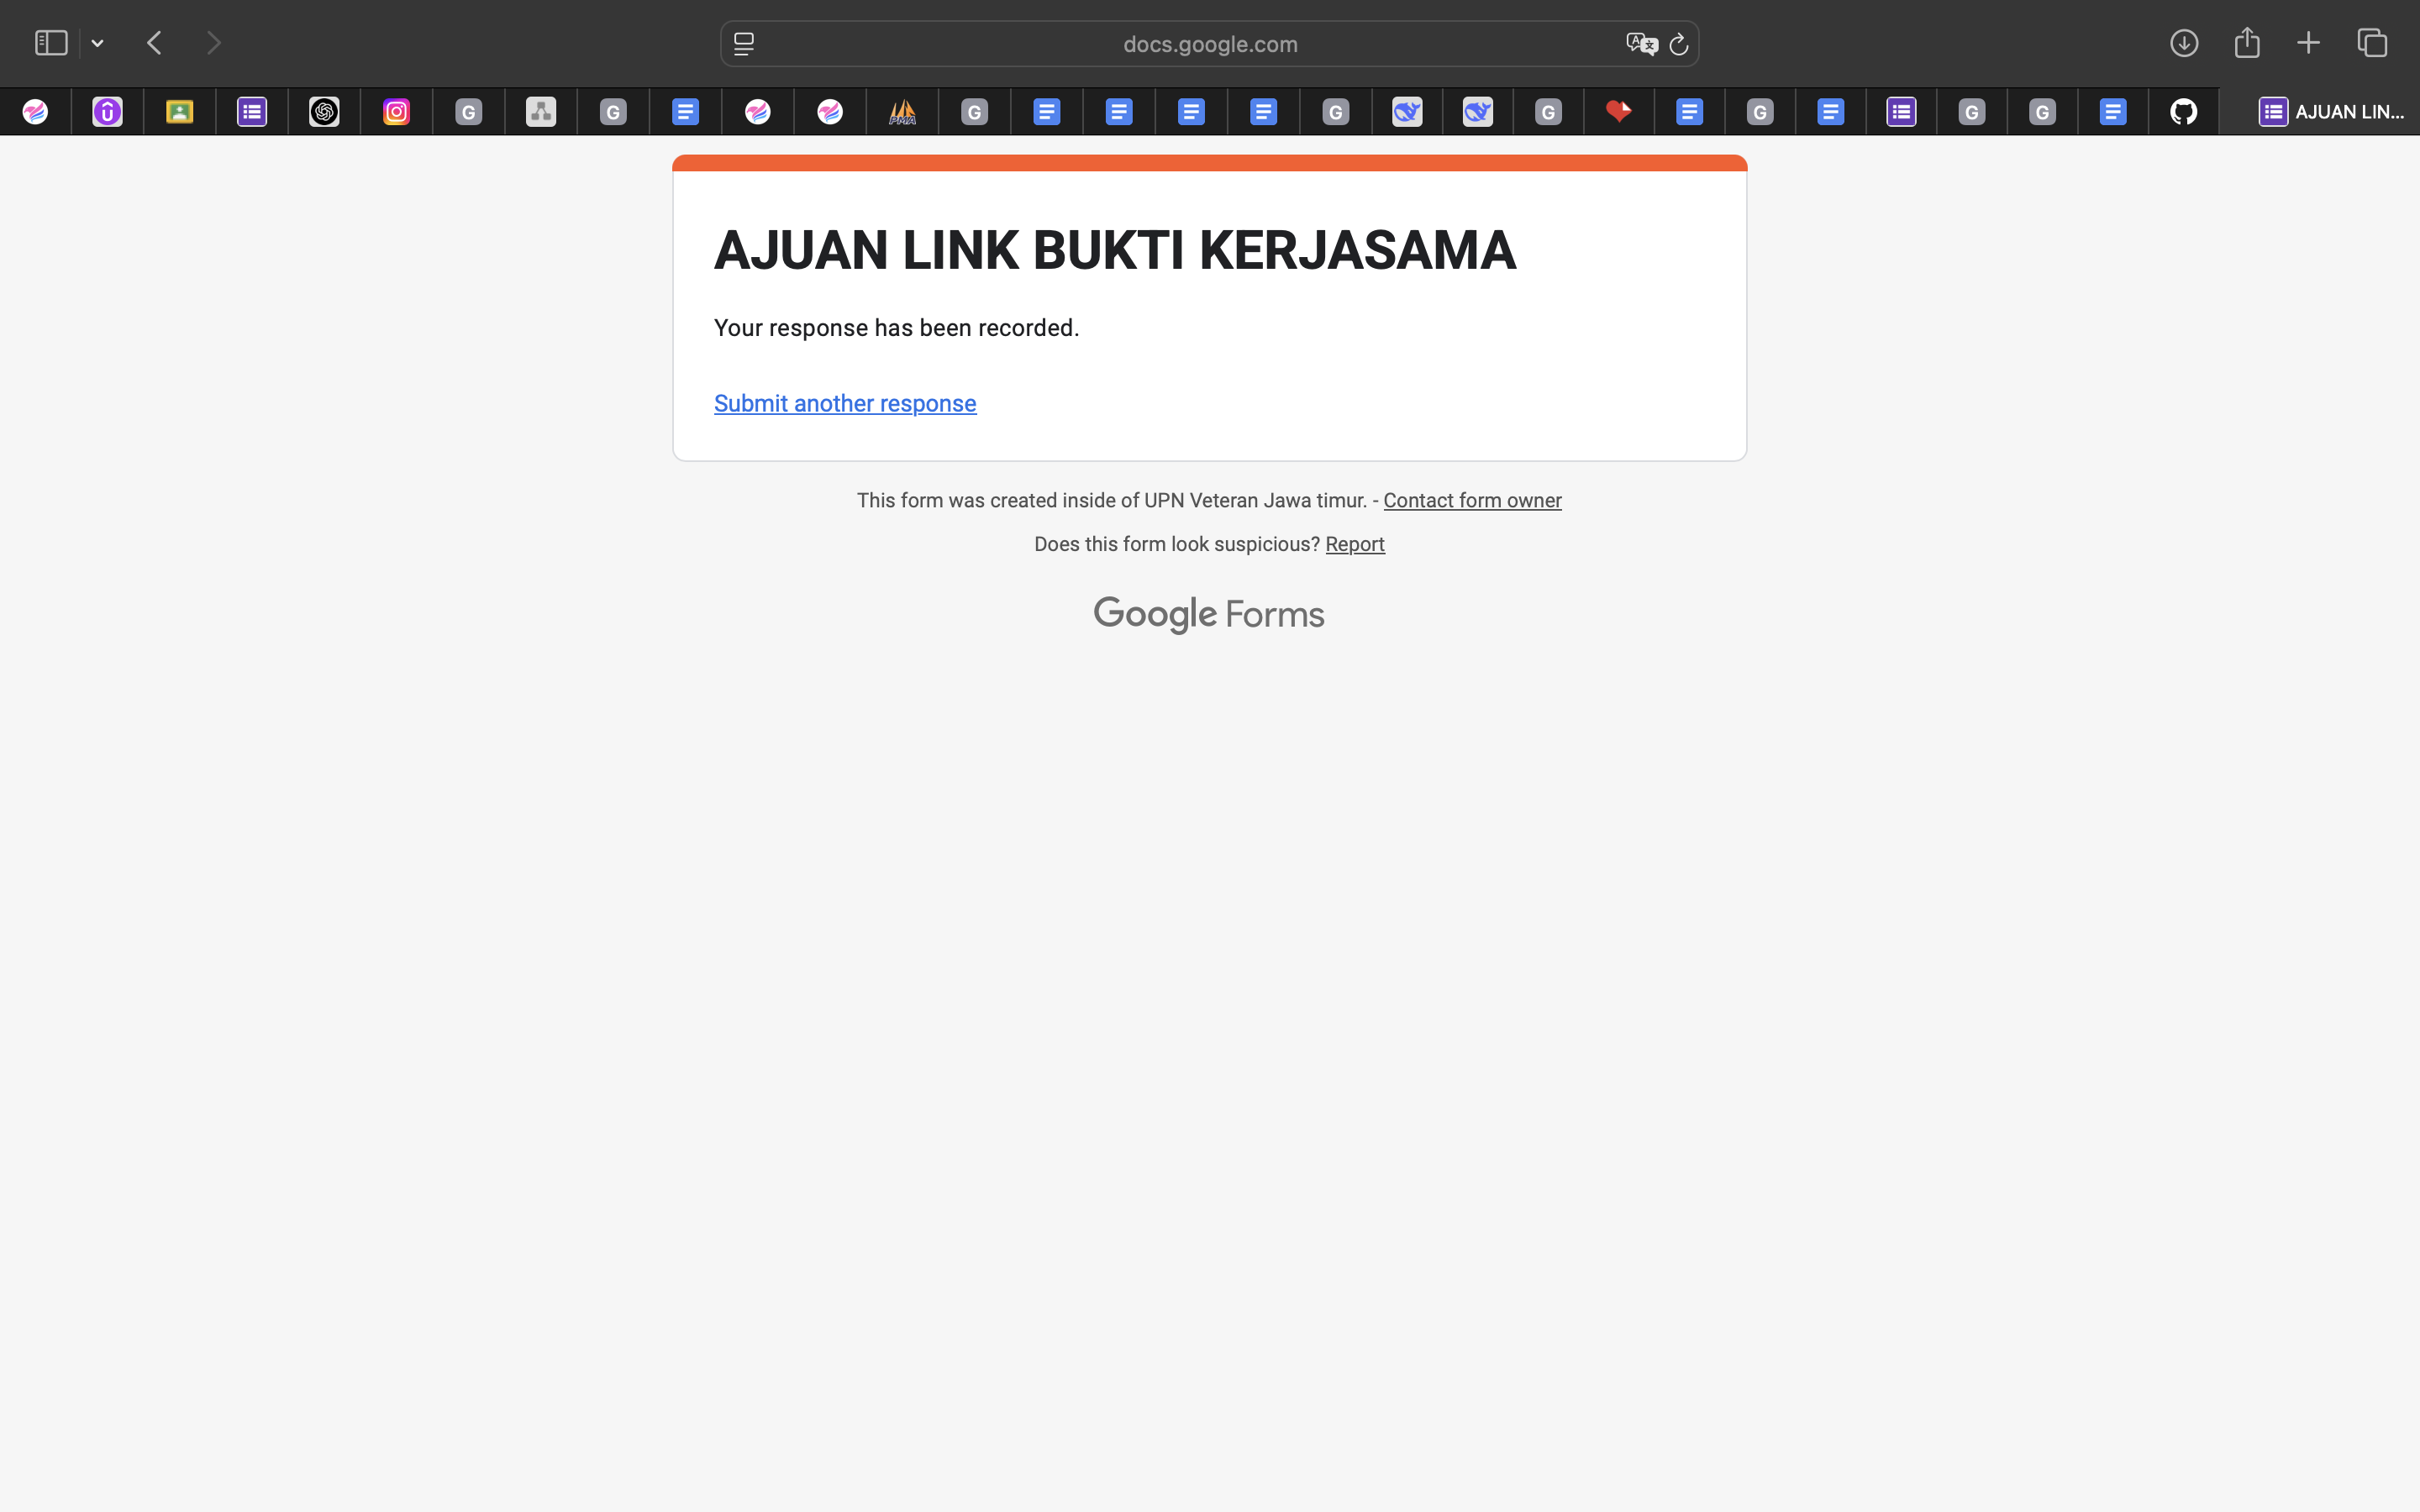 docs.google.com
AJUAN LIN...
AJUAN LINK BUKTI KERJASAMA
Your response has been recorded.
Submit another response
This form was created inside of UPN Veteran Jawa timur. - Contact form owner
Does this form look suspicious? Report
Google Forms